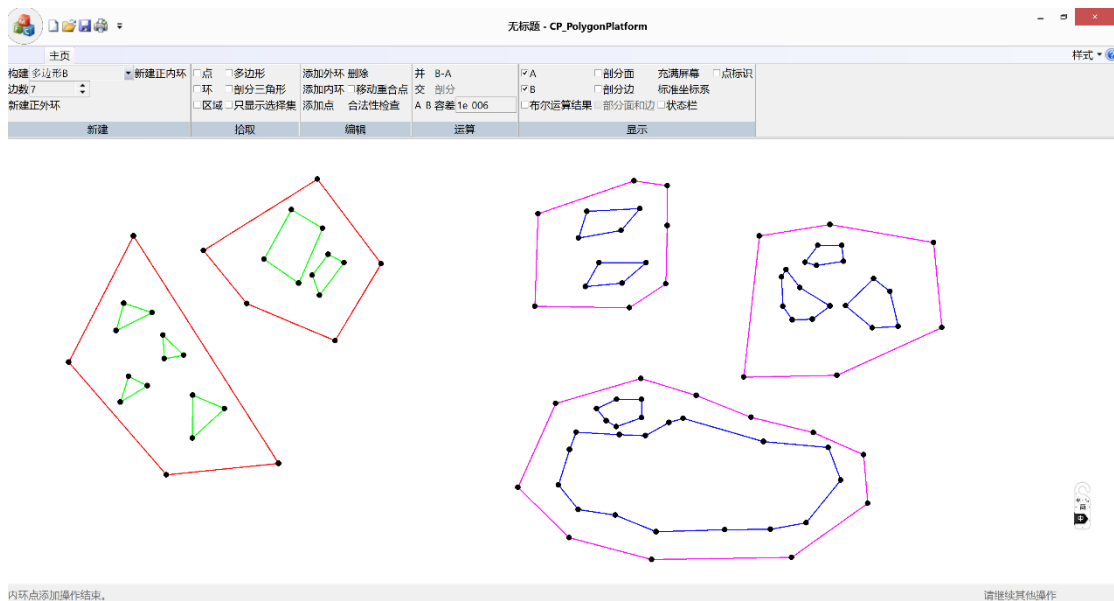 无标题 - CP_PolygonPlatform
主页
样式
构建 多边形B 新建正内环
边数 7
新建正外环
新建
点 多边形
环 剖分三角形
区域 只显示选择集
拾取
添加外环 删除
添加内环 移动重合点
添加点 合法性检查
编辑
并 B-A
交 剖分
A B 容差 1e 006
运算
A 剖分面 充满屏幕 点标识
B 剖分边 标准坐标系
布尔运算结果 部分面和边 状态栏
显示
内环点添加操作结束。
请继续其他操作